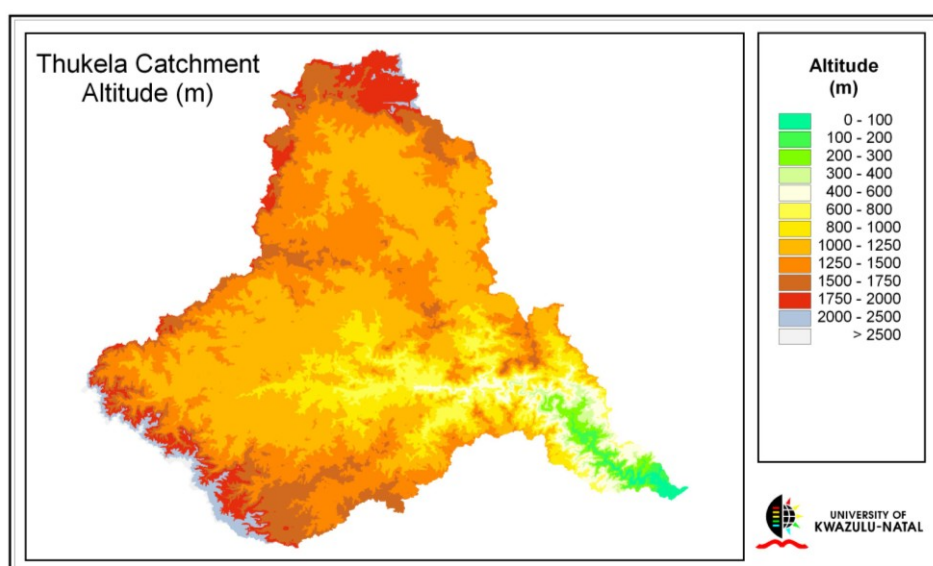 Thukela Catchment
Altitude (m)
Altitude
(m)
0 - 100
100 - 200
200 - 300
300 - 400
400 - 600
600 - 800
800 - 1000
1000 - 1250
1250 - 1500
1500 - 1750
1750 - 2000
2000 - 2500
> 2500
UNIVERSITY OF
KWAZULU-NATAL